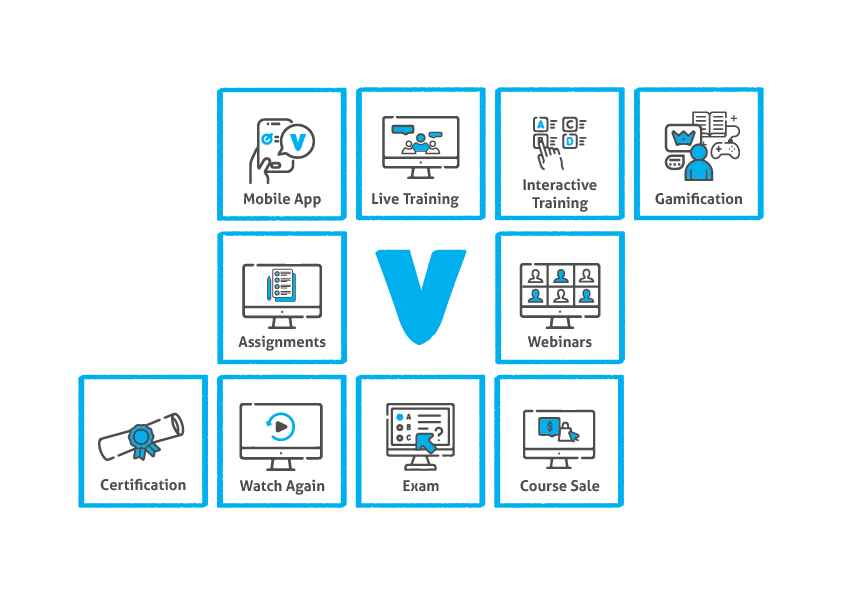 V
Mobile App
Live Training
A
C
B
D
Interactive
Training
Gamification
Assignments
V
Webinars
Certification
Watch Again
A
B
C
?
Exam
$
Course Sale